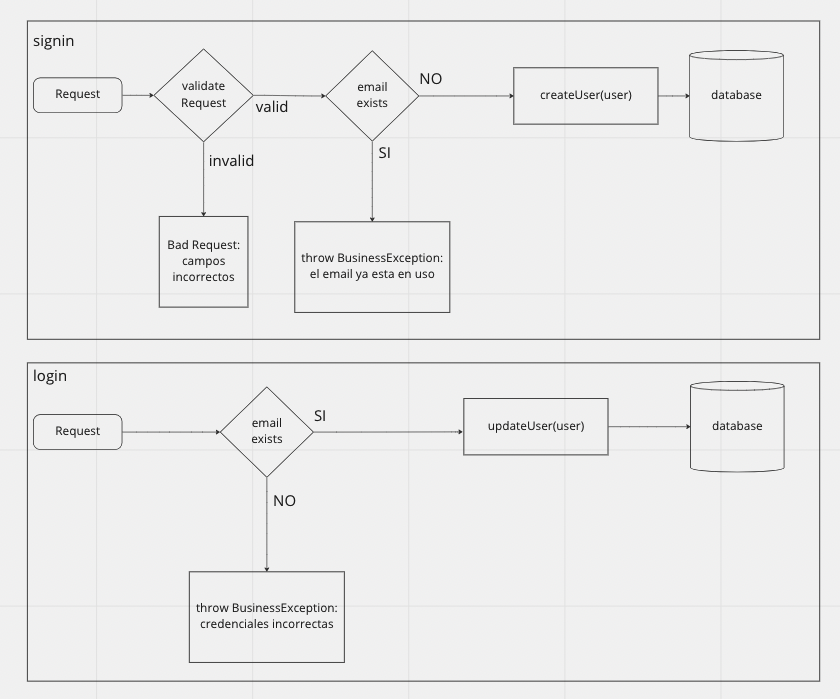 signin
Request
validate
Request
valid
invalid
Bad Request:
campos
incorrectos
email
exists
NO
SI
throw BusinessException:
el email ya esta en uso
createUser(user)
database
login
Request
email
exists
SI
NO
throw BusinessException:
credenciales incorrectas
updateUser(user)
database